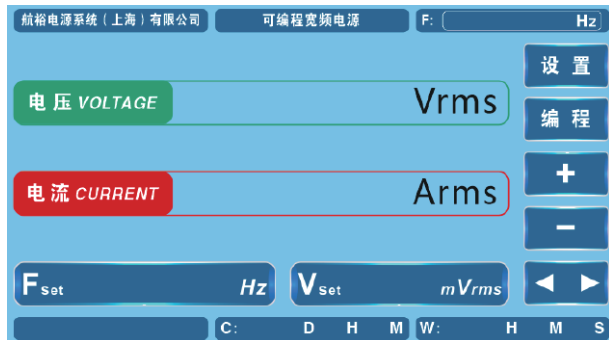 航裕电源系统(上海)有限公司 可编程宽频电源 F: Hz
设 置
电 压 VOLTAGE Vrms
编 程
+
电 流 CURRENT Arms
−
Fset Hz Vset mVrms ◀ ▶
C: D H M W: H M S